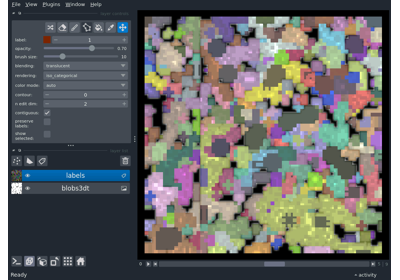 File View Plugins Window Help
label: 1
opacity: 0.70
brush size: 10
blending: translucent
rendering: iso_categorical
color mode: auto
contour: 0
n edit dim: 2
contiguous:
preserve
labels:
show
selected:
labels
blobs3dt
Ready
activity